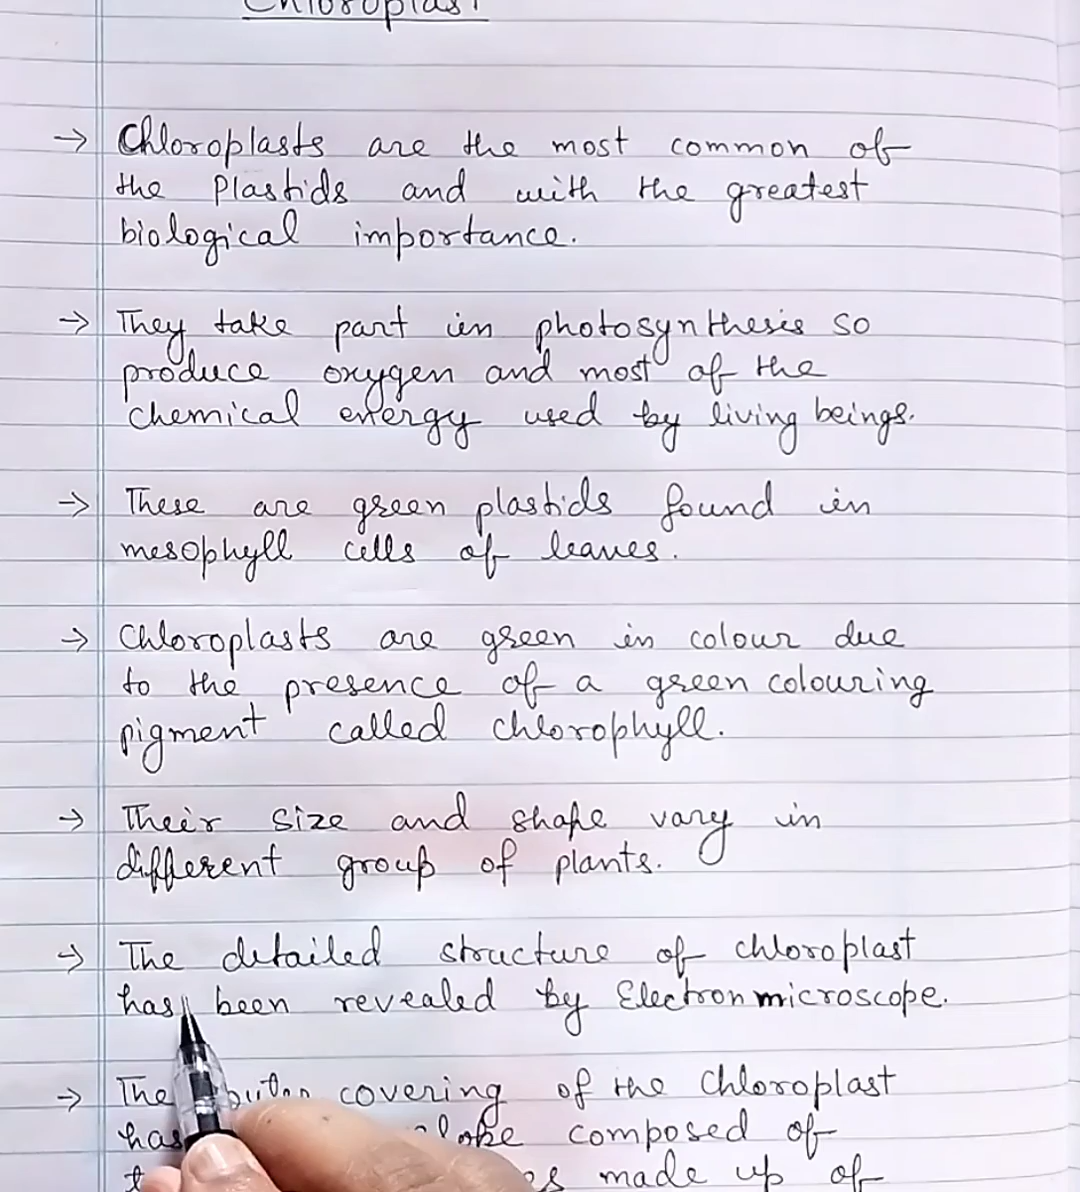 Chloroplast
→ Chloroplasts are the most common of
the Plastids and with the greatest
biological importance.
→ They take part in photosynthesis so
produce oxygen and most of the
chemical energy used by living beings.
→ These are green plastids found in
mesophyll cells of leaves.
→ Chloroplasts are green in colour due
to the presence of a green colouring
pigment called chlorophyll.
→ Their size and shape vary in
different group of plants.
→ The detailed structure of chloroplast
has been revealed by Electron microscope.
→ The outer covering of the Chloroplast
has composed of
made up of